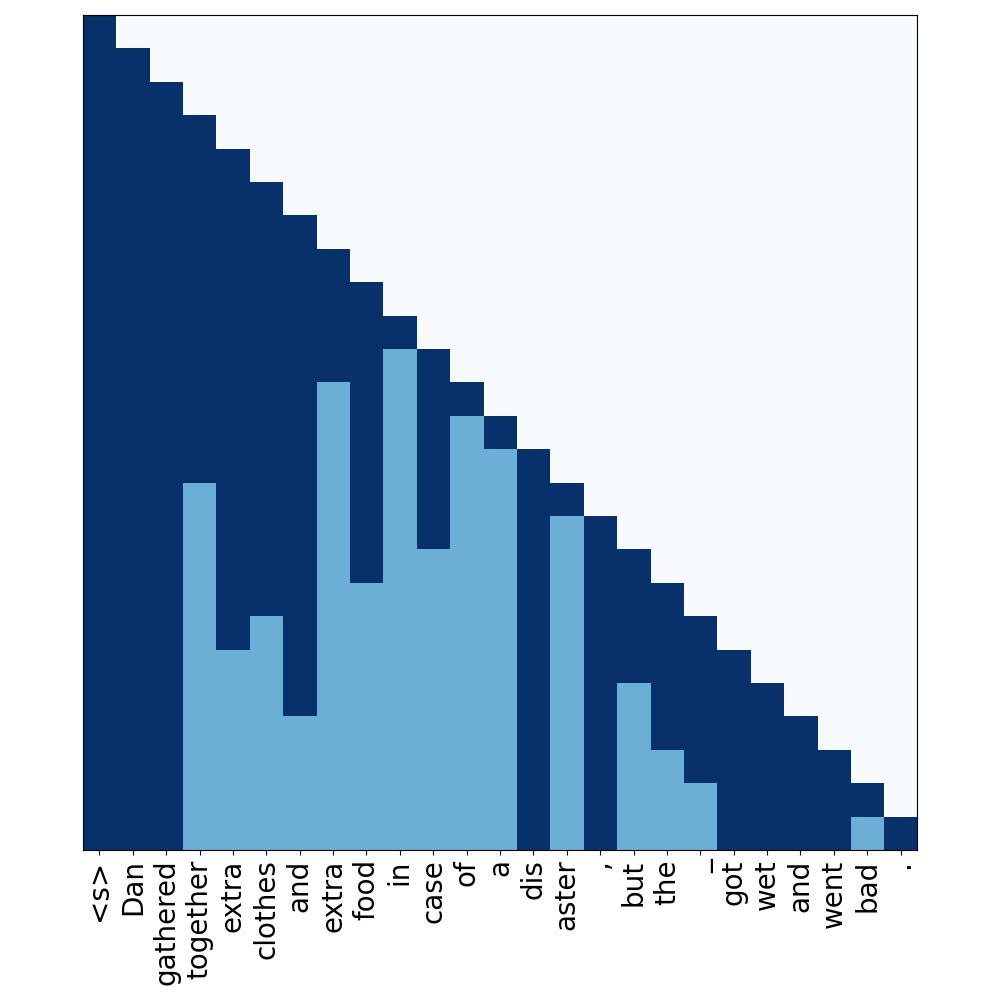 <s> Dan gathered together extra clothes and extra food in case of a dis aster , but the _ got wet and went bad .